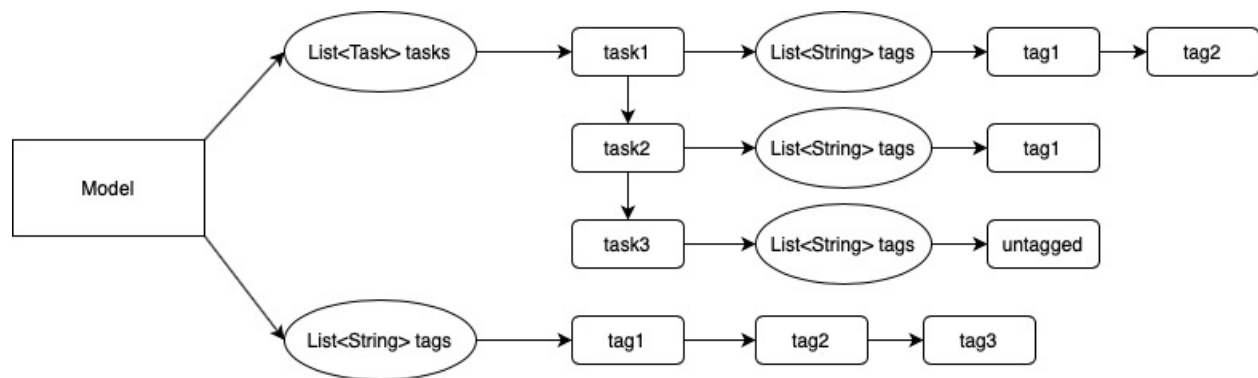 List<Task> tasks
task1
List<String> tags
tag1
tag2
task2
List<String> tags
tag1
Model
task3
List<String> tags
untagged
List<String> tags
tag1
tag2
tag3